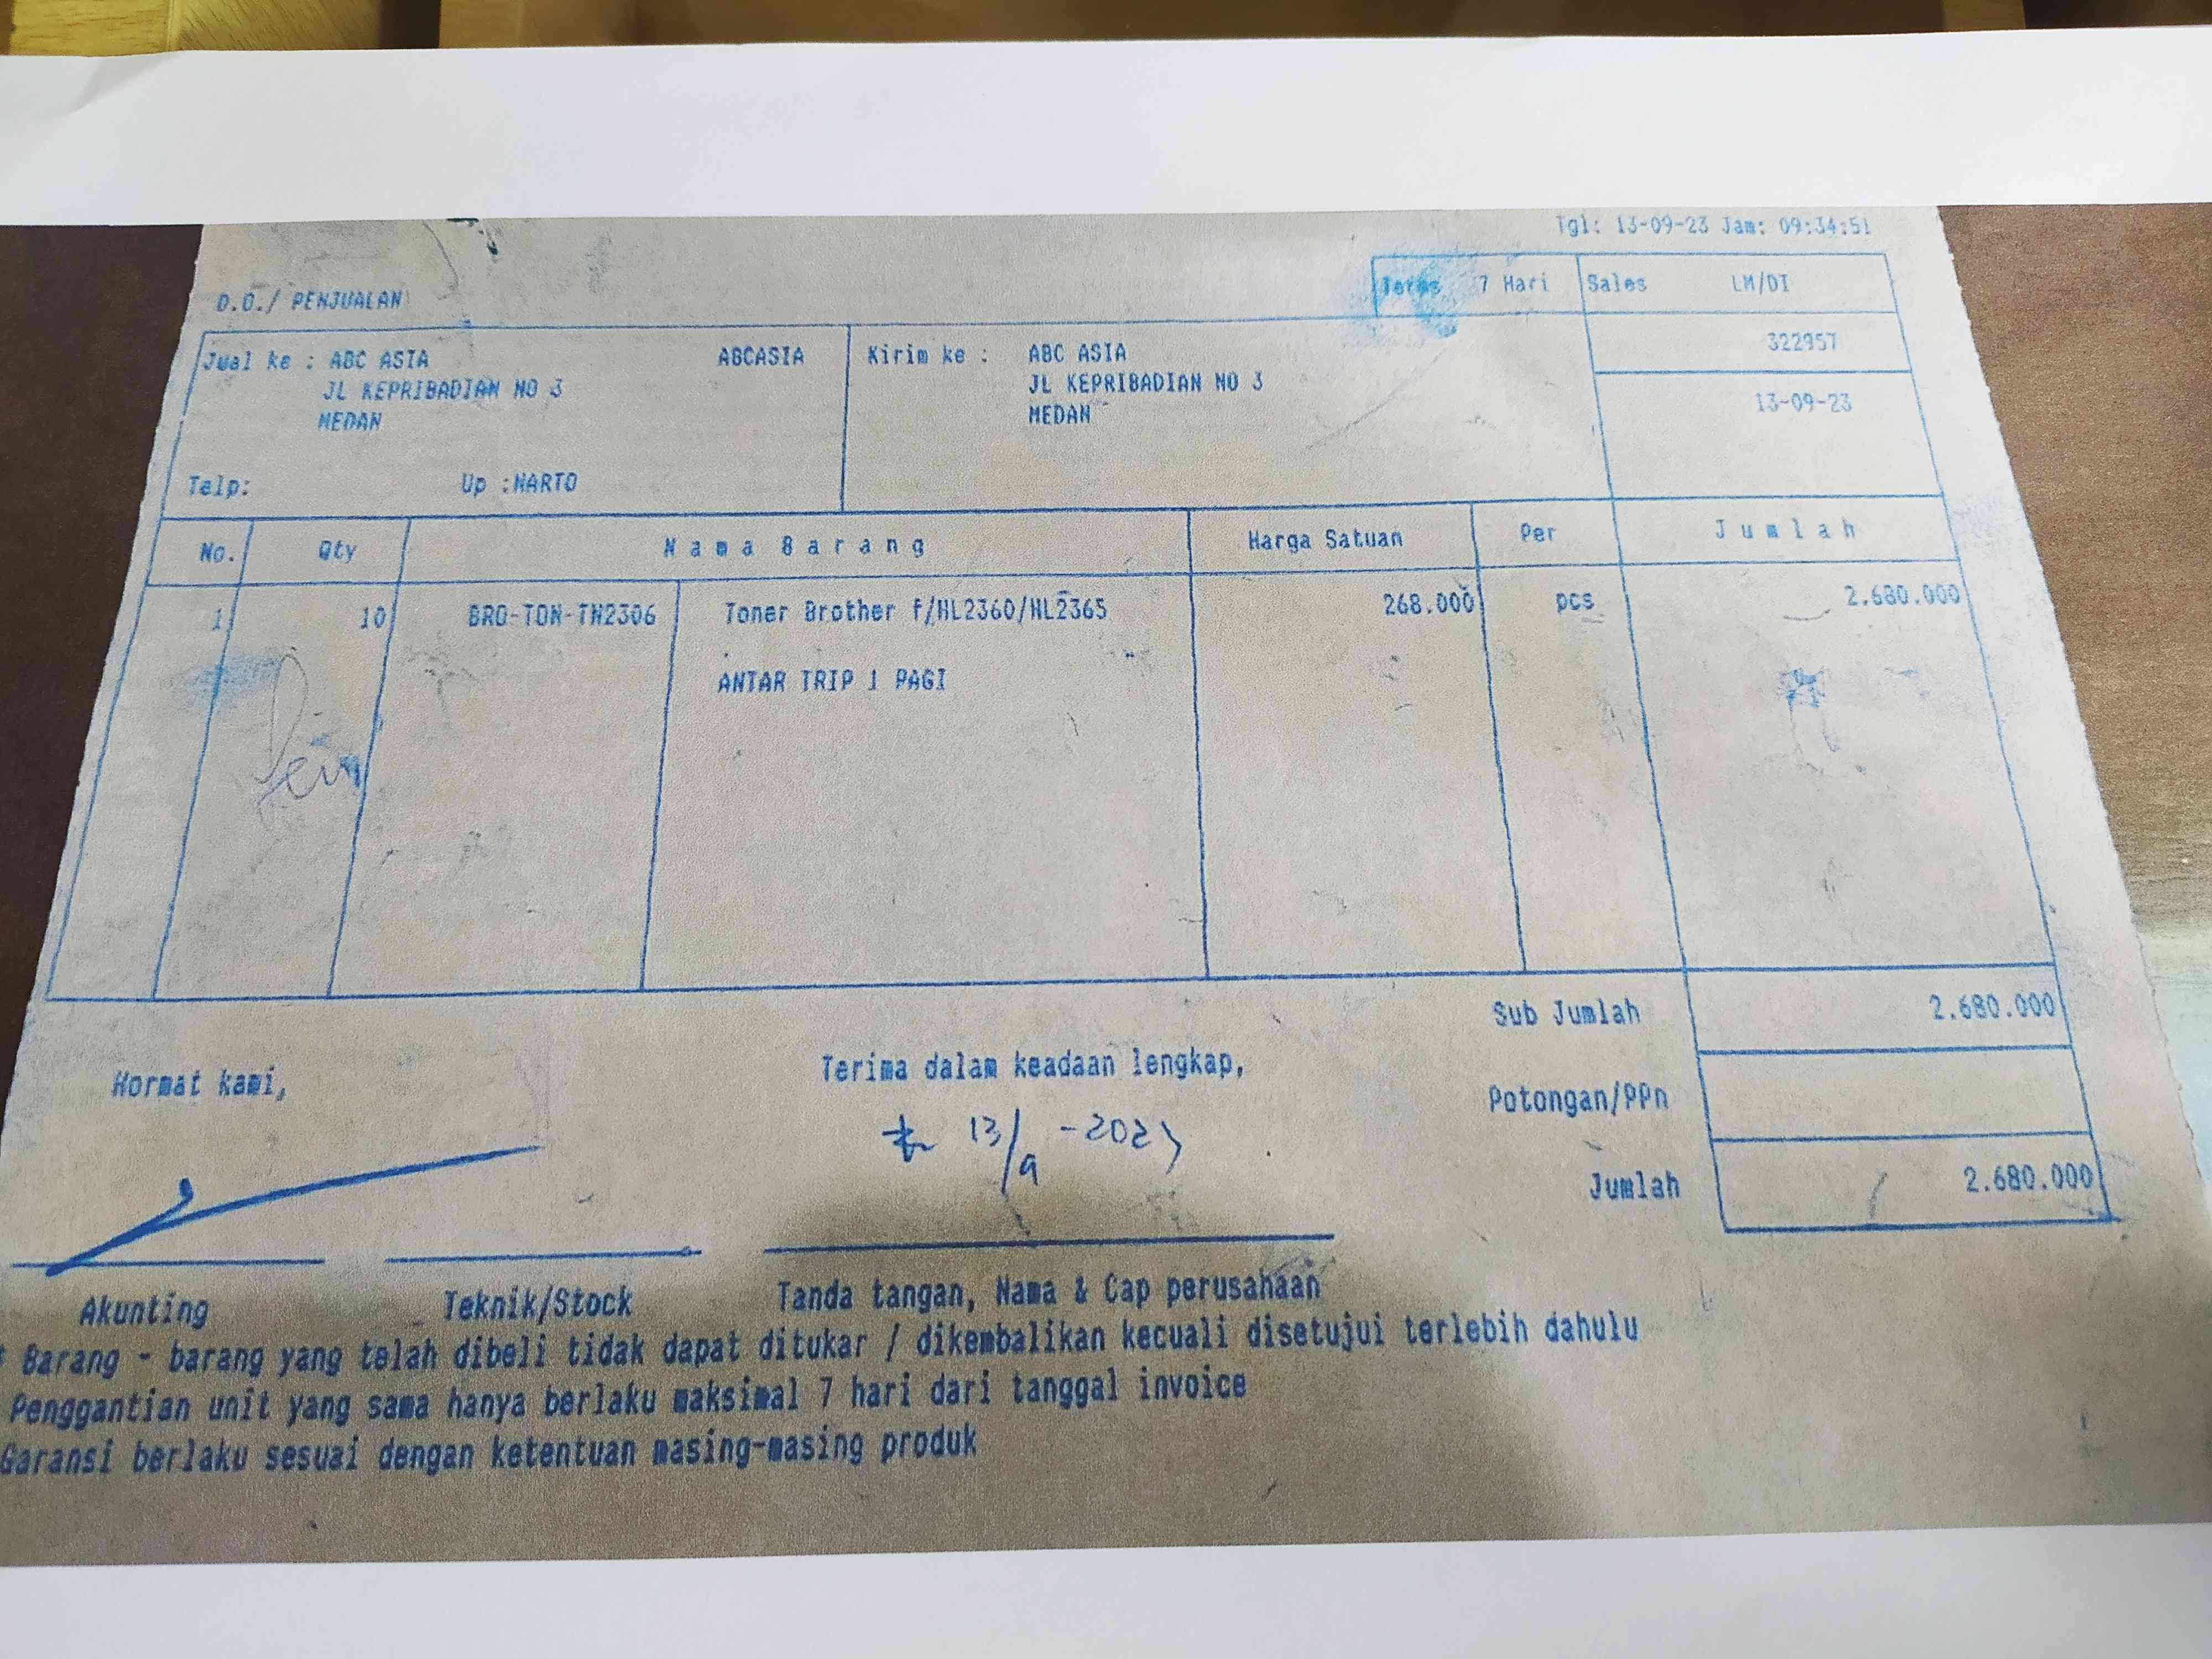 Tgl: 13-09-23 Jam: 09:34:51
Terms 7 Hari Sales LM/DI
D.O./ PENJUALAN
322957
Jual ke : ABC ASIA ABCASIA Kirim ke : ABC ASIA
JL KEPRIBADIAN NO 3 JL KEPRIBADIAN NO 3
MEDAN MEDAN
13-09-23
Telp: Up :NARTO
No. Qty Nama Barang Harga Satuan Per Jumlah
1 10 BRO-TON-TN2306 Toner Brother f/HL2360/HL2365 268.000 pcs 2.680.000
ANTAR TRIP 1 PAGI
Sub Jumlah 2.680.000
Hormat kami, Terima dalam keadaan lengkap,
Potongan/PPn
13/9 -2023
Jumlah 2.680.000
Akunting Teknik/Stock Tanda tangan, Nama & Cap perusahaan
* Barang - barang yang telah dibeli tidak dapat ditukar / dikembalikan kecuali disetujui terlebih dahulu
Penggantian unit yang sama hanya berlaku maksimal 7 hari dari tanggal invoice
Garansi berlaku sesuai dengan ketentuan masing-masing produk